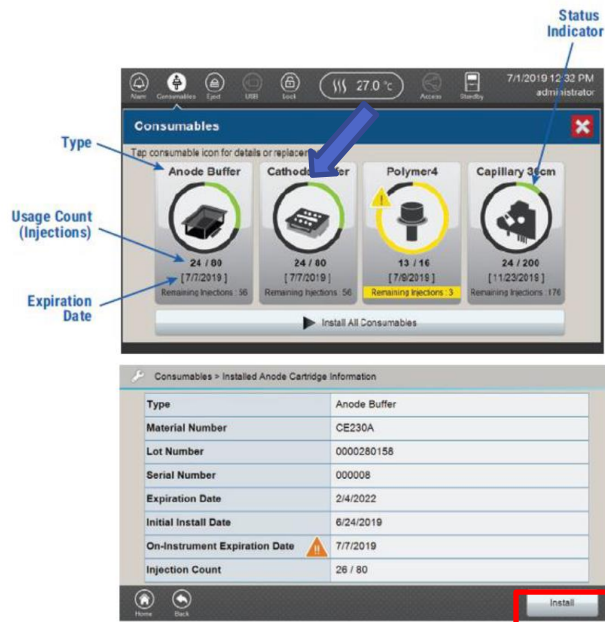 Status
Indicator
Alarm Consumables Eject USB Lock 27.0 °c Access Standby 7/1/2019 12:32 PM
administrator
Consumables
Type
Tap consumable icon for details or
Anode Buffer Polymer4 Capillary 36cm
Usage Count
(Injections)
24 / 80 24 / 80 13 / 16 24 / 200
[7/7/2019] [7/7/2019] [7/9/2019] [11/23/2019]
Remaining Injections : 56 Remaining Injections : 56 Remaining Injections : 3 Remaining Injections : 176
Expiration
Date
Install All Consumables
Consumables > Installed Anode Cartridge Information
Type Anode Buffer
Material Number CE230A
Lot Number 0000280158
Serial Number 000008
Expiration Date 2/4/2022
Initial Install Date 6/24/2019
On-Instrument Expiration Date 7/7/2019
Injection Count 26 / 80
Home Back Install